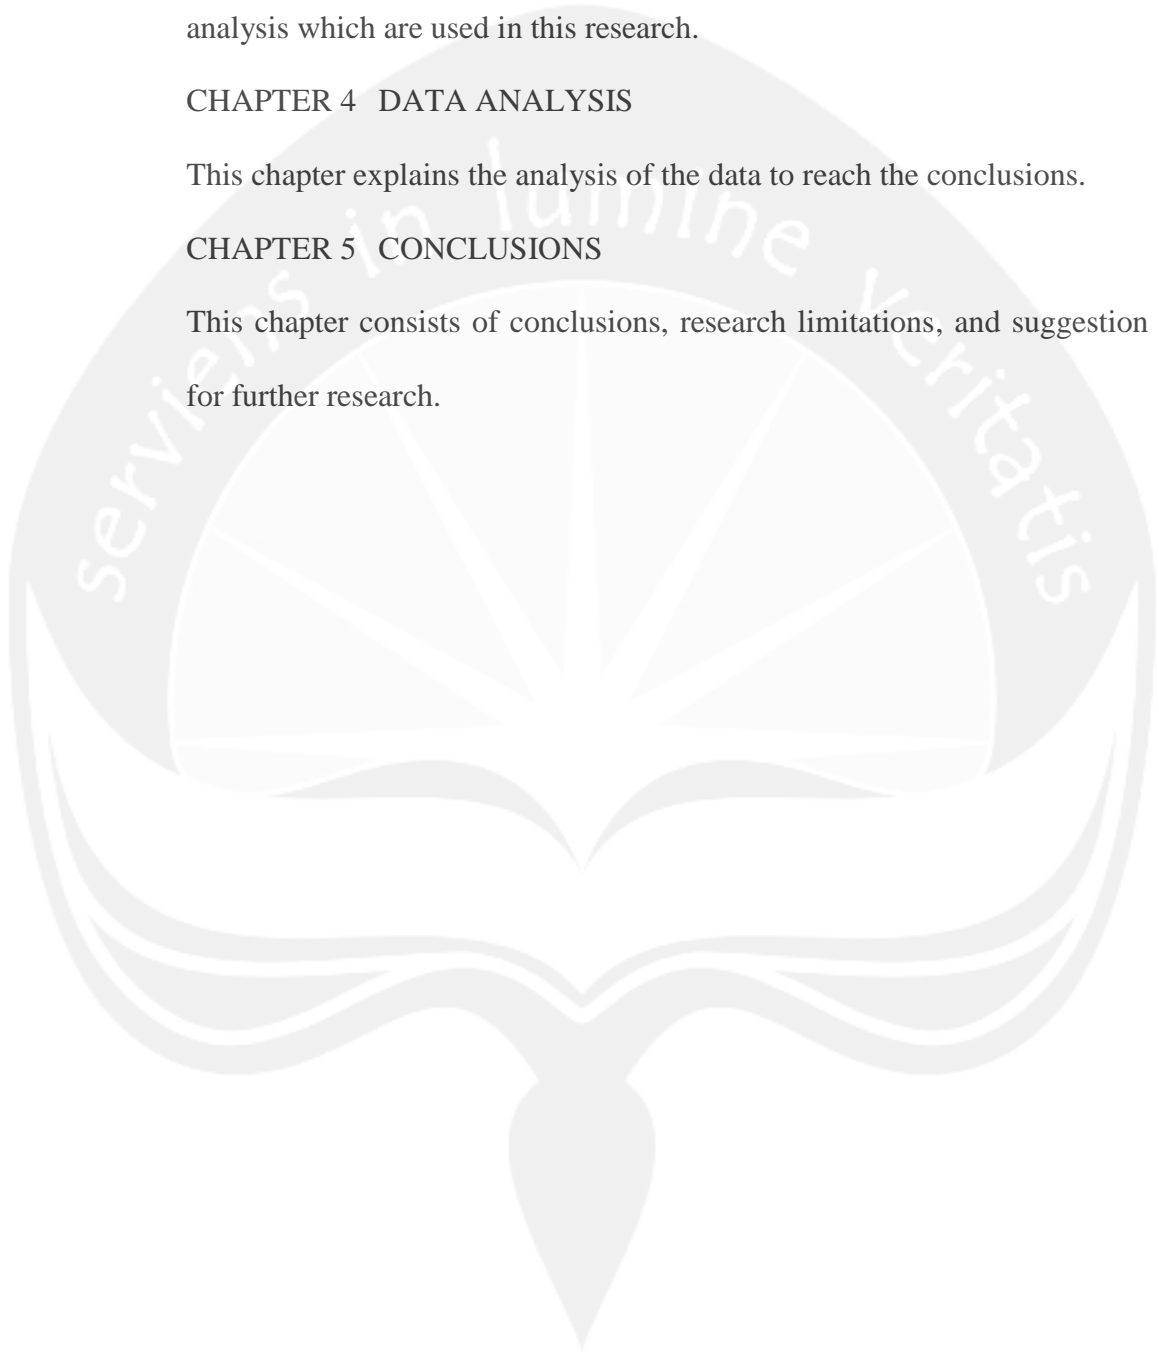 analysis which are used in this research.
CHAPTER 4 DATA ANALYSIS
This chapter explains the analysis of the data to reach the conclusions.
CHAPTER 5 CONCLUSIONS
This chapter consists of conclusions, research limitations, and suggestion
for further research.
serviens in lumine veritatis